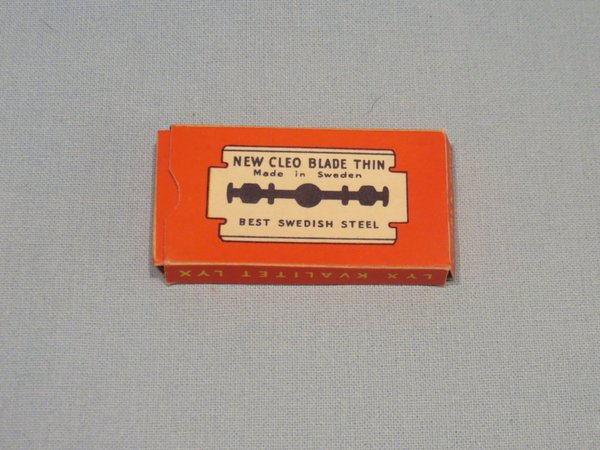 NEW CLEO BLADE THIN
Made in Sweden
BEST SWEDISH STEEL
LYX KVALITET LYX